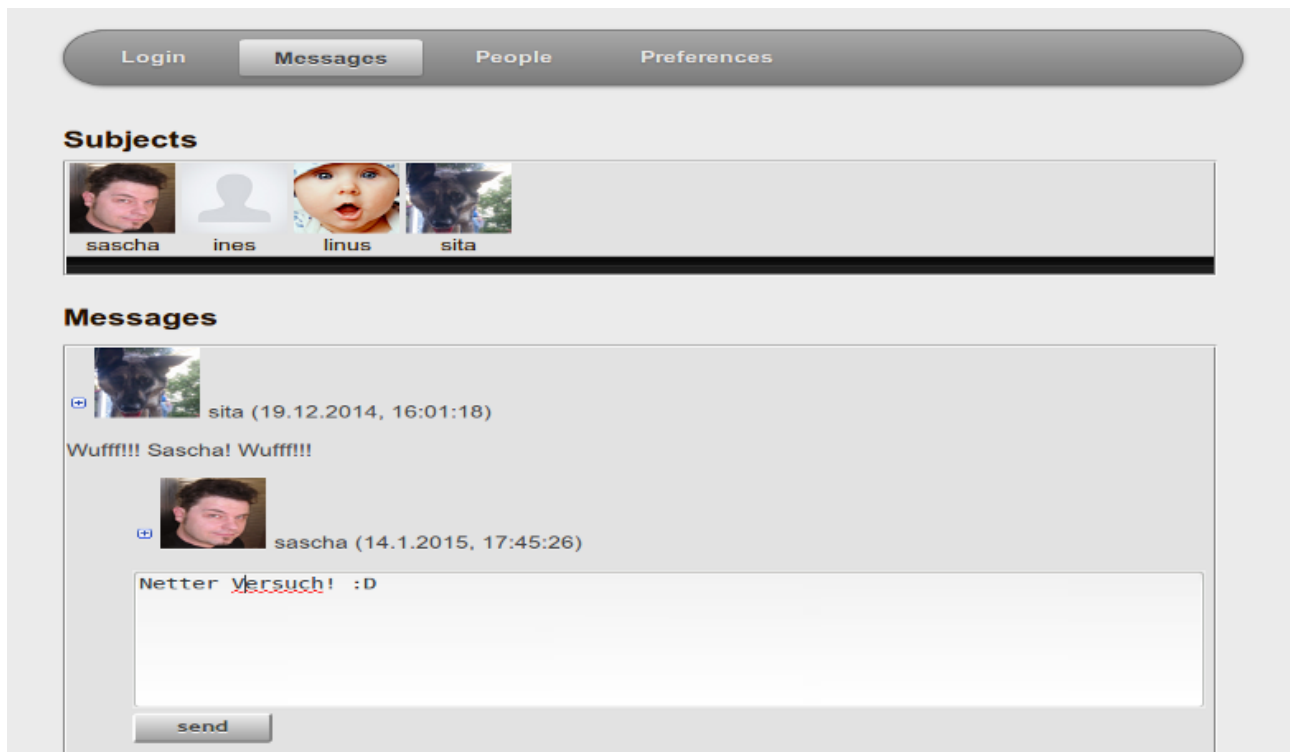 Login Messages People Preferences
Subjects
sascha ines linus sita
Messages
sita (19.12.2014, 16:01:18)
Wufff!!! Sascha! Wufff!!!
sascha (14.1.2015, 17:45:26)
Netter Versuch! :D
send